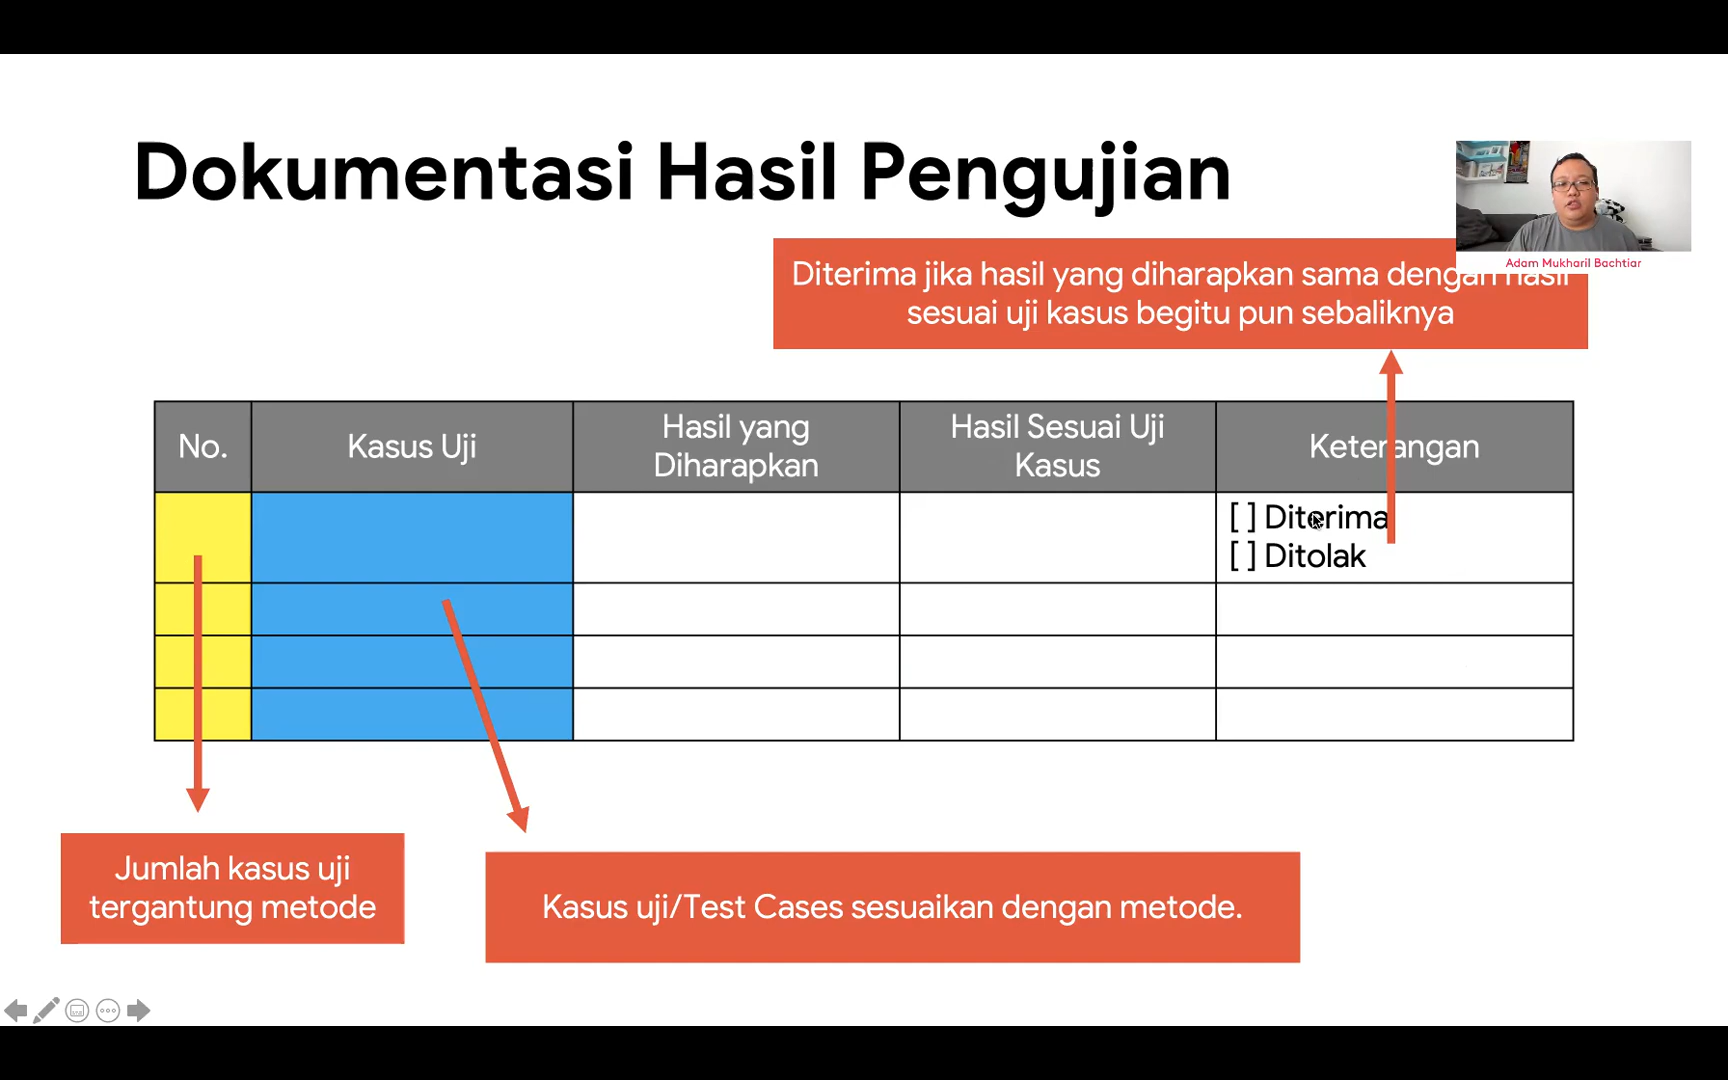 Dokumentasi Hasil Pengujian
Adam Mukharil Bachtiar
Diterima jika hasil yang diharapkan sama dengan hasil
sesuai uji kasus begitu pun sebaliknya
No.
Kasus Uji
Hasil yang
Diharapkan
Hasil Sesuai Uji
Kasus
Keterangan
[ ] Diterima
[ ] Ditolak
Jumlah kasus uji
tergantung metode
Kasus uji/Test Cases sesuaikan dengan metode.